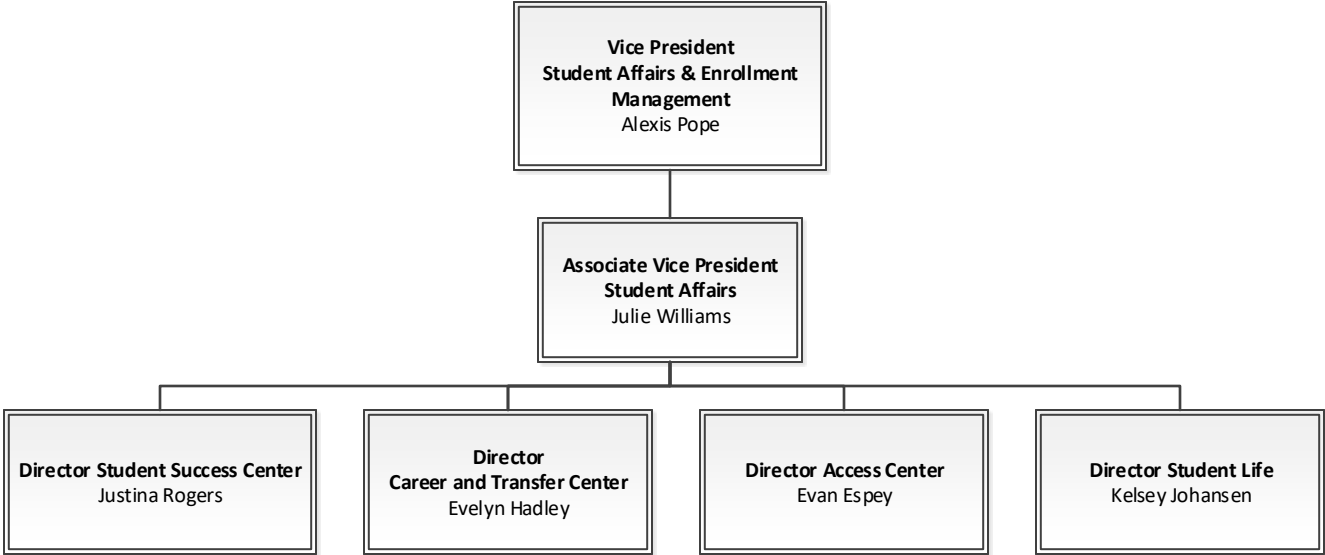 Vice President
Student Affairs & Enrollment
Management
Alexis Pope
Associate Vice President
Student Affairs
Julie Williams
Director Student Success Center
Justina Rogers
Director
Career and Transfer Center
Evelyn Hadley
Director Access Center
Evan Espey
Director Student Life
Kelsey Johansen